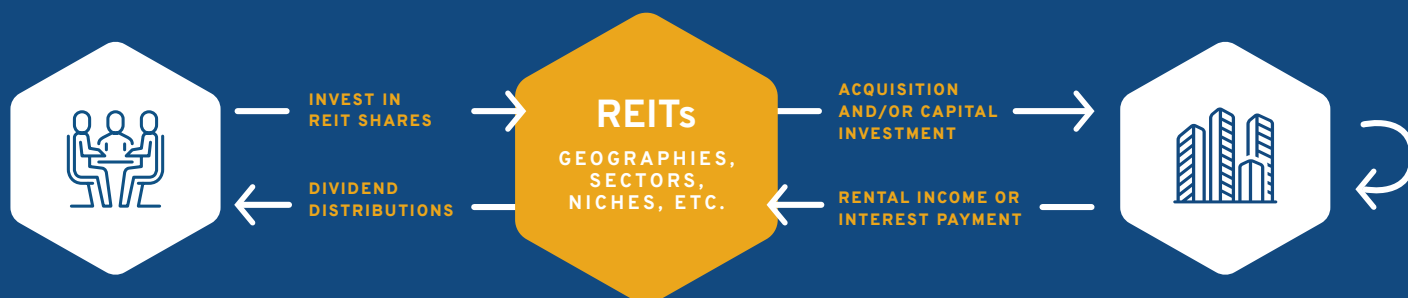 INVEST IN
REIT SHARES
DIVIDEND
DISTRIBUTIONS
REITs
GEOGRAPHIES,
SECTORS,
NICHES, ETC.
ACQUISITION
AND/OR CAPITAL
INVESTMENT
RENTAL INCOME OR
INTEREST PAYMENT